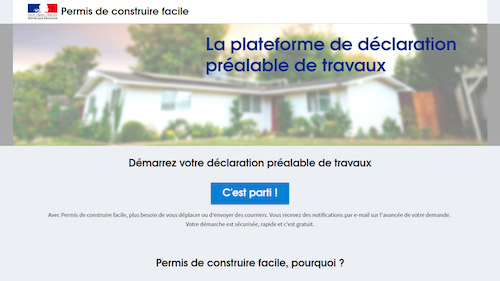 Permis de construire facile
La plateforme de déclaration
préalable de travaux
Démarrez votre déclaration préalable de travaux
C'est parti !
Avec Permis de construire facile, plus besoin de vous déplacer ou d'envoyer des courriers. Vous recevez des notifications par e-mail sur l'avancée de votre demande.
Votre démarche est sécurisée, rapide et c'est gratuit.
Permis de construire facile, pourquoi ?